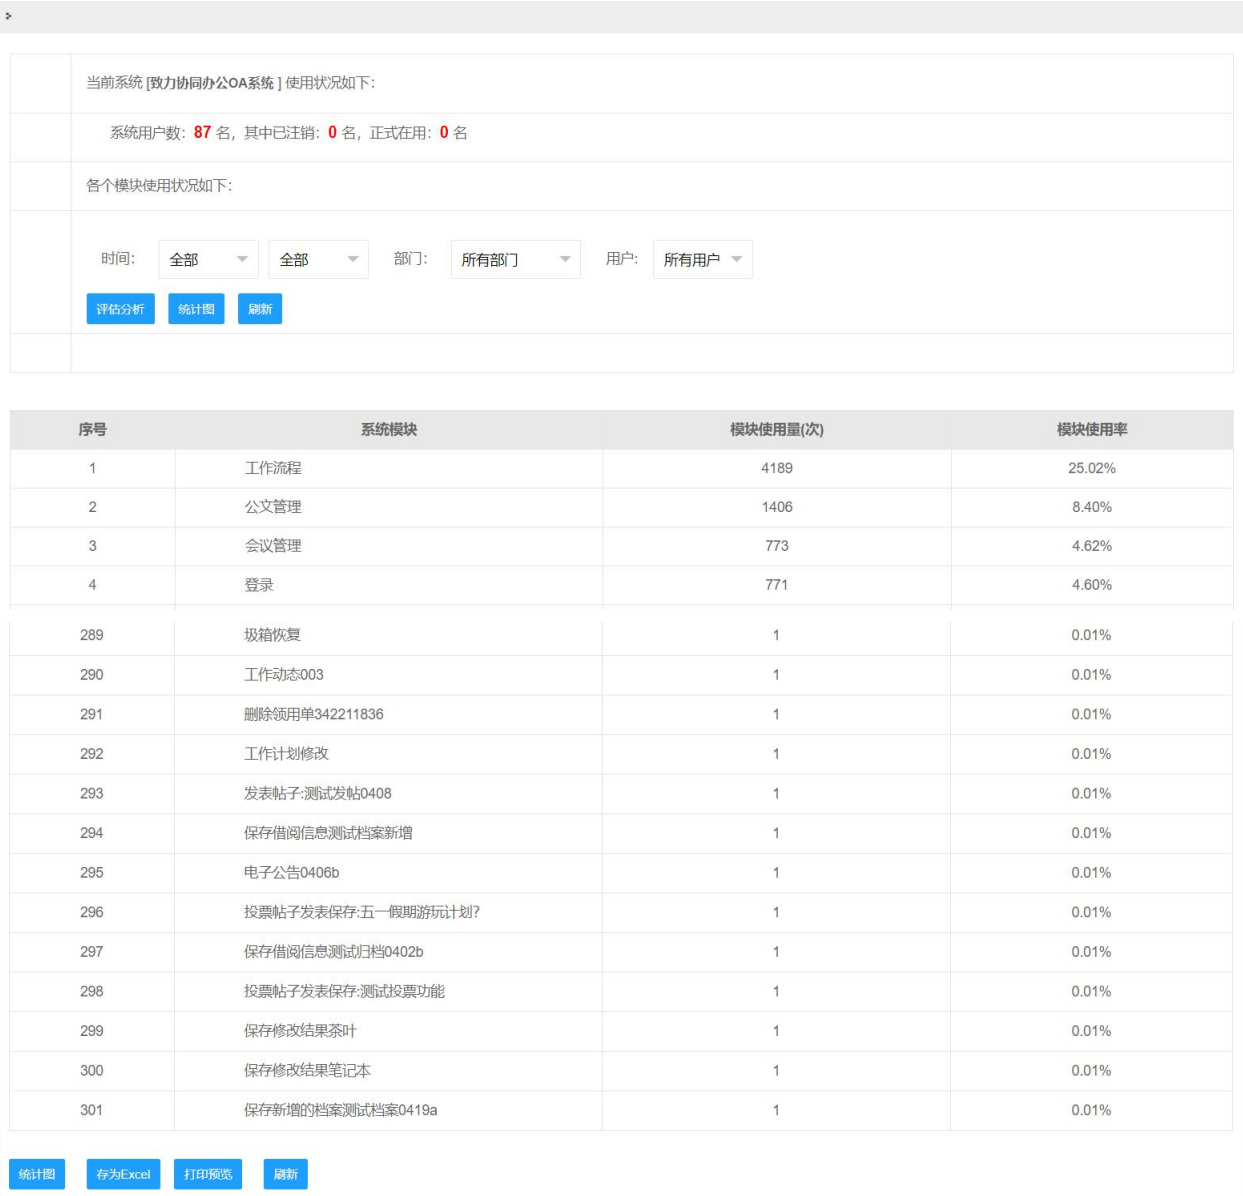 当前系统 [致力协同办公OA系统 ] 使用状况如下：
系统用户数：87 名，其中已注销：0 名，正式在用：0 名
各个模块使用状况如下：
时间： 全部 全部 部门： 所有部门 用户: 所有用户
评估分析 统计图 刷新
序号 系统模块 模块使用量(次) 模块使用率
1 工作流程 4189 25.02%
2 公文管理 1406 8.40%
3 会议管理 773 4.62%
4 登录 771 4.60%
289 圾箱恢复 1 0.01%
290 工作动态003 1 0.01%
291 删除领用单342211836 1 0.01%
292 工作计划修改 1 0.01%
293 发表帖子:测试发帖0408 1 0.01%
294 保存借阅信息测试档案新增 1 0.01%
295 电子公告0406b 1 0.01%
296 投票帖子发表保存:五一假期游玩计划? 1 0.01%
297 保存借阅信息测试归档0402b 1 0.01%
298 投票帖子发表保存:测试投票功能 1 0.01%
299 保存修改结果茶叶 1 0.01%
300 保存修改结果笔记本 1 0.01%
301 保存新增的档案测试档案0419a 1 0.01%
统计图 存为Excel 打印预览 刷新